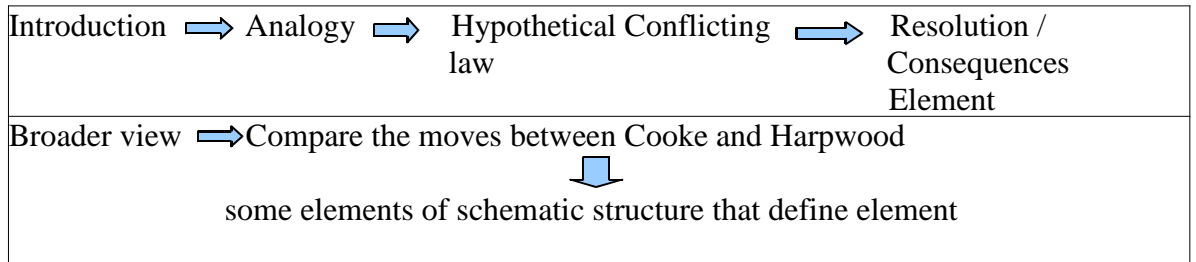 Introduction Analogy Hypothetical Conflicting Resolution /
law Consequences
Element
Broader view Compare the moves between Cooke and Harpwood
some elements of schematic structure that define element